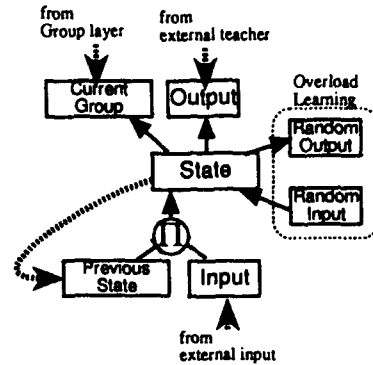 from
Group layer
from
external teacher
Current
Group
Output
Overload
Learning
Random
Output
State
Random
Input
Π
Previous
State
Input
from
external input